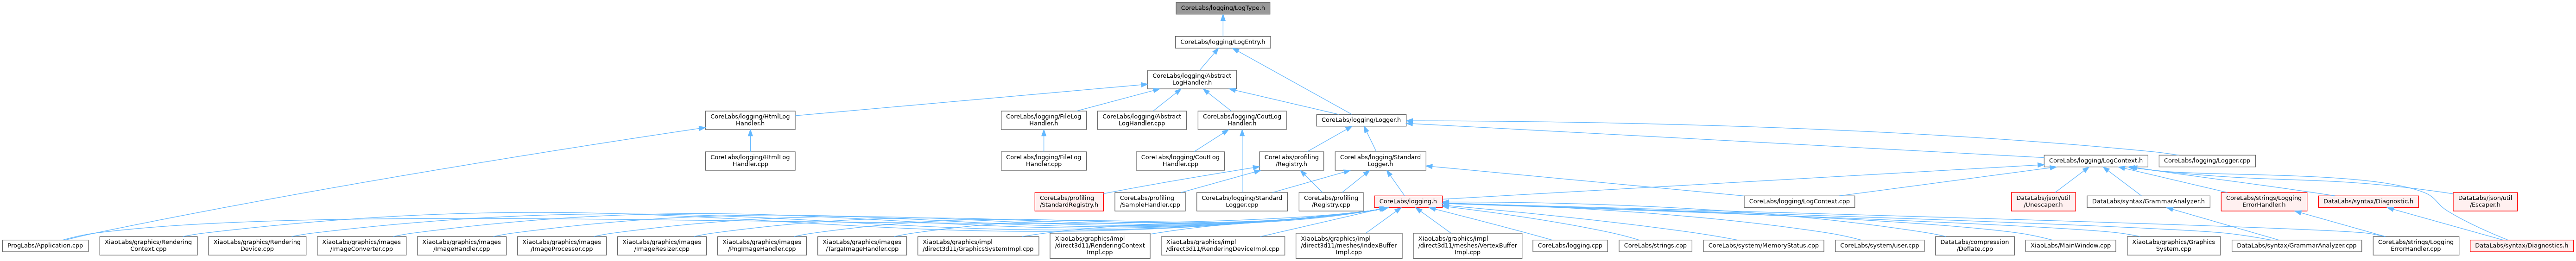 CoreLabs/logging/LogType.h
CoreLabs/logging/LogEntry.h
CoreLabs/logging/Abstract
LogHandler.h
CoreLabs/logging/HtmlLog
Handler.h
CoreLabs/logging/FileLog
Handler.h
CoreLabs/logging/Abstract
LogHandler.cpp
CoreLabs/logging/CoutLog
Handler.h
CoreLabs/logging/Logger.h
CoreLabs/logging/HtmlLog
Handler.cpp
CoreLabs/logging/FileLog
Handler.cpp
CoreLabs/logging/CoutLog
Handler.cpp
CoreLabs/profiling
/Registry.h
CoreLabs/logging/Standard
Logger.h
CoreLabs/logging/LogContext.h
CoreLabs/logging/Logger.cpp
CoreLabs/profiling
/StandardRegistry.h
CoreLabs/profiling
/SampleHandler.cpp
CoreLabs/logging/Standard
Logger.cpp
CoreLabs/profiling
/Registry.cpp
CoreLabs/logging.h
CoreLabs/logging/LogContext.cpp
DataLabs/json/util
/Unescaper.h
DataLabs/syntax/GrammarAnalyzer.h
CoreLabs/strings/Logging
ErrorHandler.h
DataLabs/syntax/Diagnostic.h
DataLabs/json/util
/Escaper.h
ProgLabs/Application.cpp
XiaoLabs/graphics/Rendering
Context.cpp
XiaoLabs/graphics/Rendering
Device.cpp
XiaoLabs/graphics/images
/ImageConverter.cpp
XiaoLabs/graphics/images
/ImageHandler.cpp
XiaoLabs/graphics/images
/ImageProcessor.cpp
XiaoLabs/graphics/images
/ImageResizer.cpp
XiaoLabs/graphics/images
/PngImageHandler.cpp
XiaoLabs/graphics/images
/TargaImageHandler.cpp
XiaoLabs/graphics/impl
/direct3d11/GraphicsSystemImpl.cpp
XiaoLabs/graphics/impl
/direct3d11/RenderingContext
Impl.cpp
XiaoLabs/graphics/impl
/direct3d11/RenderingDeviceImpl.cpp
XiaoLabs/graphics/impl
/direct3d11/meshes/IndexBuffer
Impl.cpp
XiaoLabs/graphics/impl
/direct3d11/meshes/VertexBuffer
Impl.cpp
CoreLabs/logging.cpp
CoreLabs/strings.cpp
CoreLabs/system/MemoryStatus.cpp
CoreLabs/system/user.cpp
DataLabs/compression
/Deflate.cpp
XiaoLabs/MainWindow.cpp
XiaoLabs/graphics/Graphics
System.cpp
DataLabs/syntax/GrammarAnalyzer.cpp
CoreLabs/strings/Logging
ErrorHandler.cpp
DataLabs/syntax/Diagnostics.h